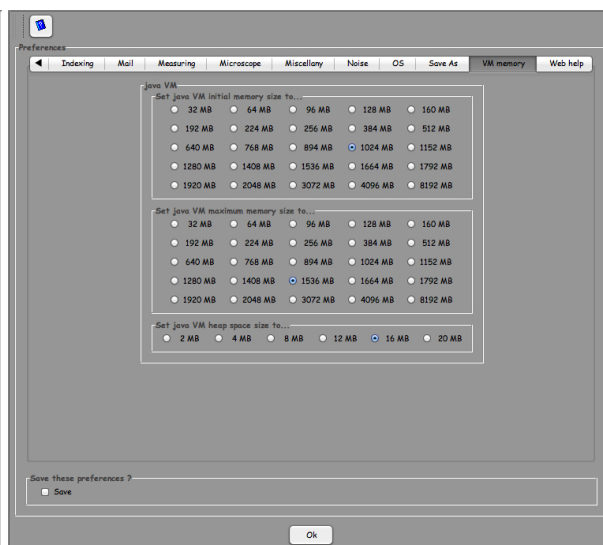 Preferences
Indexing Mail Measuring Microscope Miscellany Noise OS Save As VM memory Web help
java VM
Set java VM initial memory size to...
32 MB 64 MB 96 MB 128 MB 160 MB
192 MB 224 MB 256 MB 384 MB 512 MB
640 MB 768 MB 894 MB 1024 MB 1152 MB
1280 MB 1408 MB 1536 MB 1664 MB 1792 MB
1920 MB 2048 MB 3072 MB 4096 MB 8192 MB
Set java VM maximum memory size to...
32 MB 64 MB 96 MB 128 MB 160 MB
192 MB 224 MB 256 MB 384 MB 512 MB
640 MB 768 MB 894 MB 1024 MB 1152 MB
1280 MB 1408 MB 1536 MB 1664 MB 1792 MB
1920 MB 2048 MB 3072 MB 4096 MB 8192 MB
Set java VM heap space size to...
2 MB 4 MB 8 MB 12 MB 16 MB 20 MB
Save these preferences ?
Save
Ok